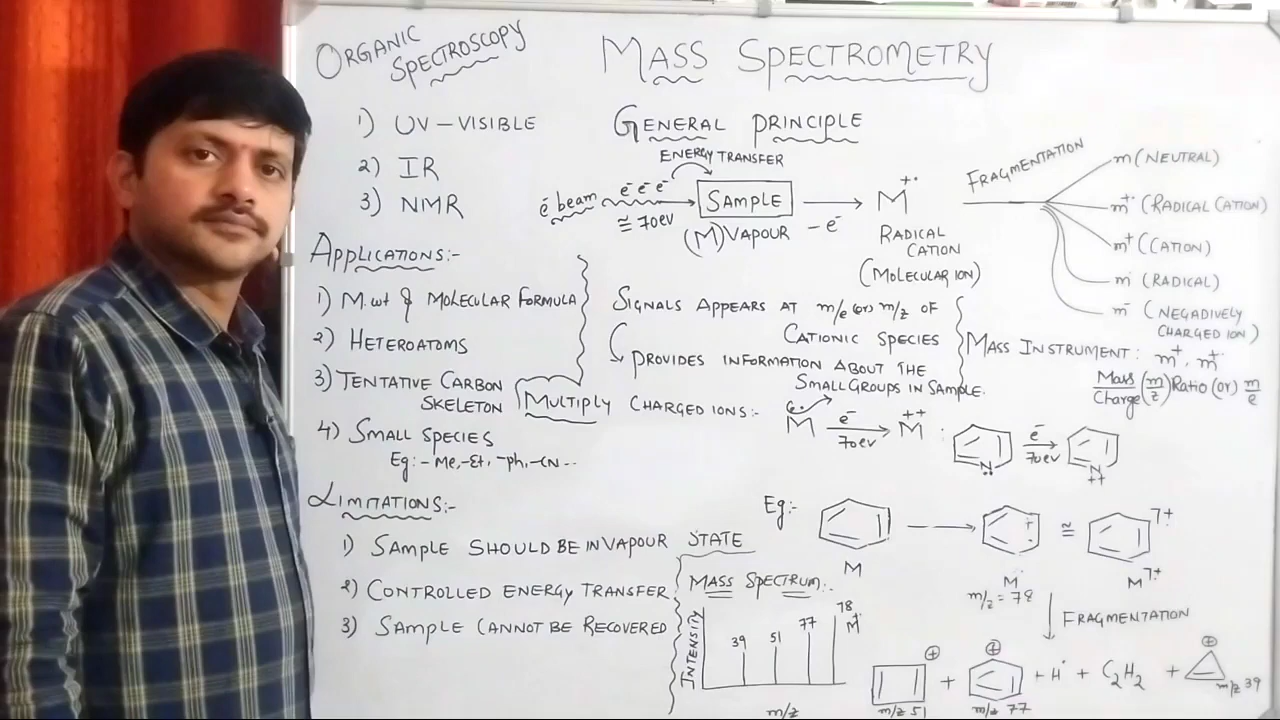 ORGANIC
SPECTROSCOPY
MASS SPECTROMETRY
1) UV-VISIBLE
2) IR
3) NMR
GENERAL PRINCIPLE
ENERGY TRANSFER
e⁻ beam e⁻ e⁻ e⁻
≅ 70ev
SAMPLE
(M) VAPOUR
- e⁻
M⁺·
RADICAL
CATION
(MOLECULAR ION)
FRAGMENTATION
m (NEUTRAL)
m⁺· (RADICAL CATION)
m⁺ (CATION)
m· (RADICAL)
m⁻ (NEGADIVELY
CHARGED ION)
APPLICATIONS:-
1) M.wt & MOLECULAR FORMULA
2) HETEROATOMS
3) TENTATIVE CARBON
SKELETON
4) SMALL SPECIES
Eg:- -Me, -Et, -Ph, -CN --
SIGNALS APPEARS AT m/e (or) m/z OF
CATIONIC SPECIES
PROVIDES INFORMATION ABOUT THE
SMALL GROUPS IN SAMPLE.
MASS INSTRUMENT: m⁺, m⁺·
Mass/Charge (m/z) Ratio (or) m/e
MULTIPLY CHARGED IONS:-
e⁻
M e⁻ 70ev M⁺⁺ : N e⁻ 70ev N ++
LIMITATIONS:-
1) SAMPLE SHOULD BE IN VAPOUR STATE
2) CONTROLLED ENERGY TRANSFER
3) SAMPLE CANNOT BE RECOVERED
Eg:-
M
M·
m/z = 78
≅
M⁺·
FRAGMENTATION
MASS SPECTRUM:-
INTENSITY
39 51 77 78
M⁺·
m/z
⊕ m/z 51 + ⊕ m/z 77 + H· + C₂H₂ + ⊕ m/z 39